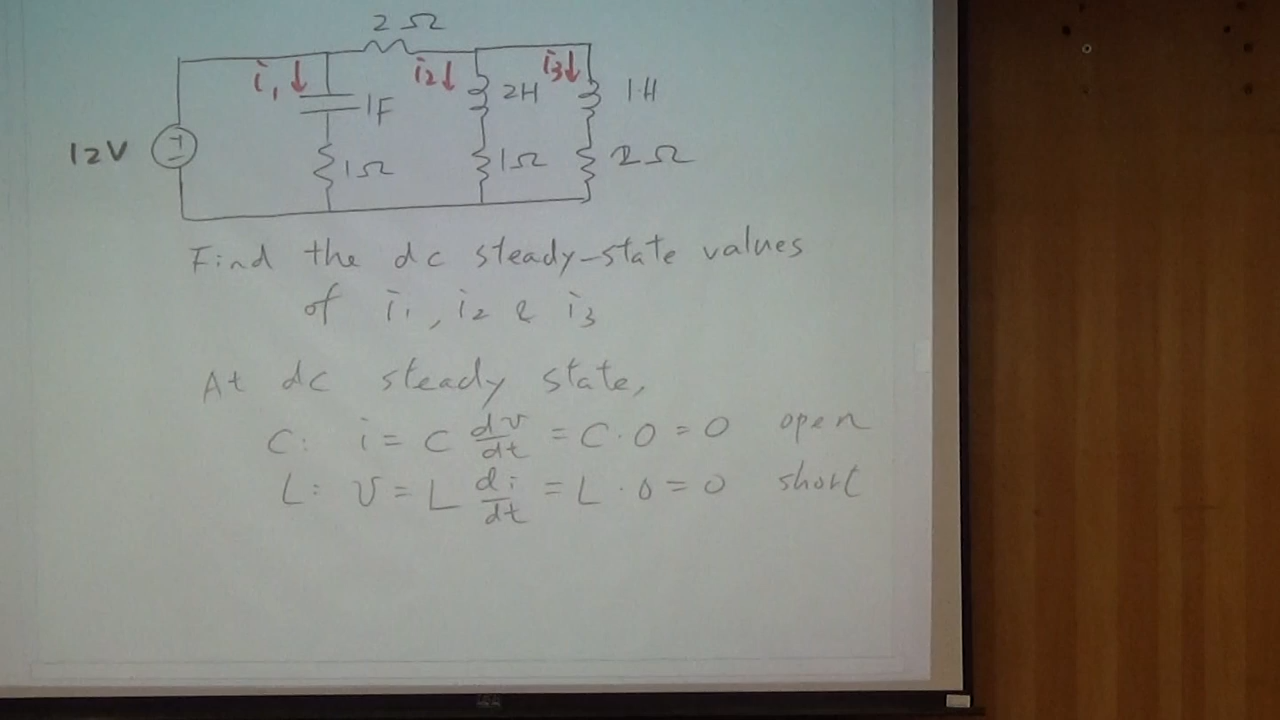 2 Ω
i₁ ↓ i₂ ↓ i₃ ↓
1F 2H 1H
12V + −
1Ω 1Ω 2Ω
Find the dc steady-state values
of i₁, i₂ & i₃
At dc steady state,
C: i = C dv/dt = C · 0 = 0 open
L: v = L di/dt = L · 0 = 0 short